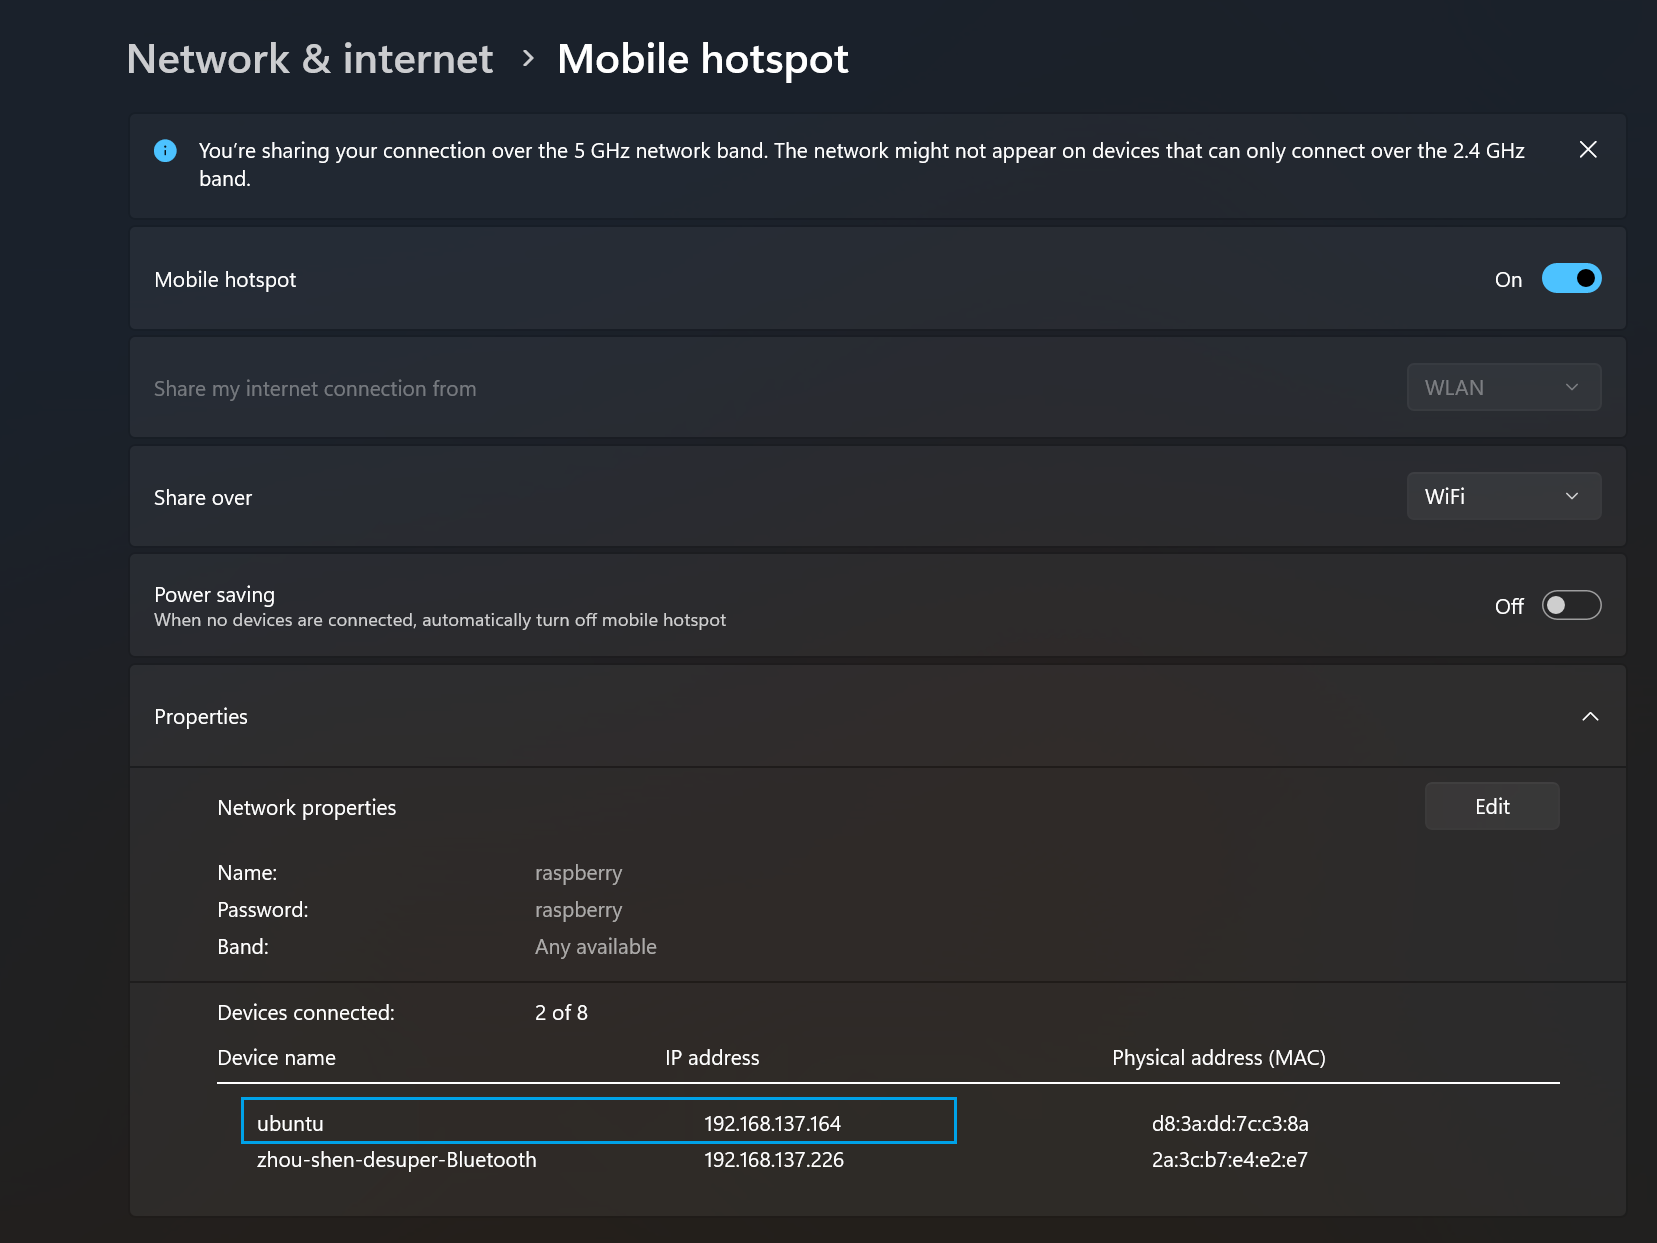 Network & internet › Mobile hotspot
You’re sharing your connection over the 5 GHz network band. The network might not appear on devices that can only connect over the 2.4 GHz
band.
Mobile hotspot On
Share my internet connection from WLAN
Share over WiFi
Power saving
When no devices are connected, automatically turn off mobile hotspot
Off
Properties
Network properties Edit
Name: raspberry
Password: raspberry
Band: Any available
Devices connected: 2 of 8
Device name IP address Physical address (MAC)
ubuntu 192.168.137.164 d8:3a:dd:7c:c3:8a
zhou-shen-desuper-Bluetooth 192.168.137.226 2a:3c:b7:e4:e2:e7